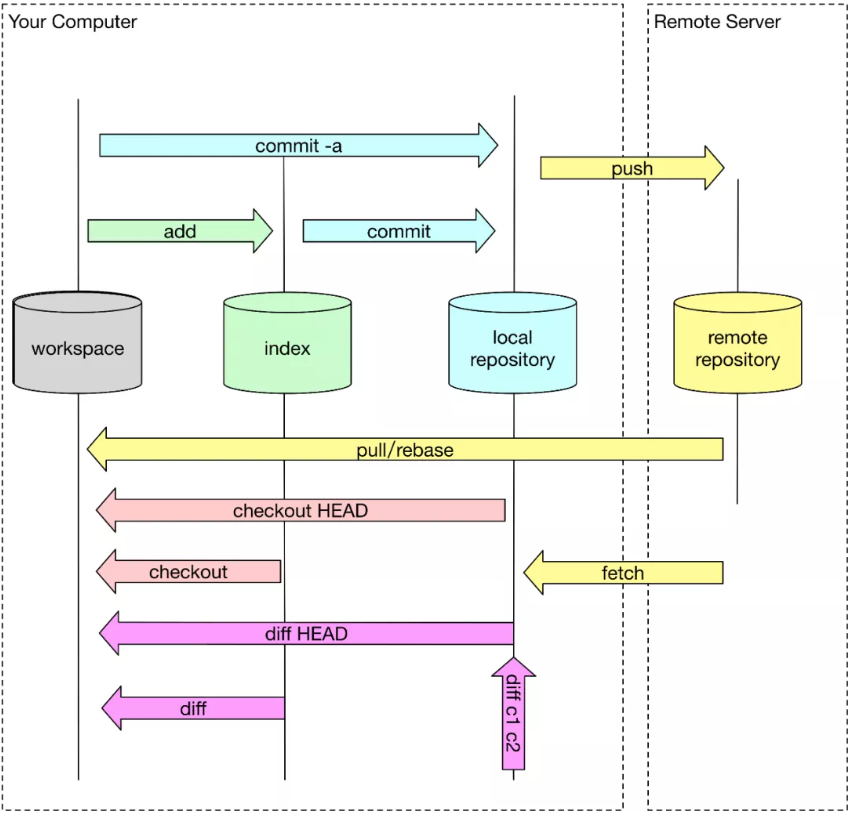 Your Computer
Remote Server
commit -a
push
add
commit
workspace
index
local
repository
remote
repository
pull/rebase
checkout HEAD
checkout
fetch
diff HEAD
diff
diff c1 c2